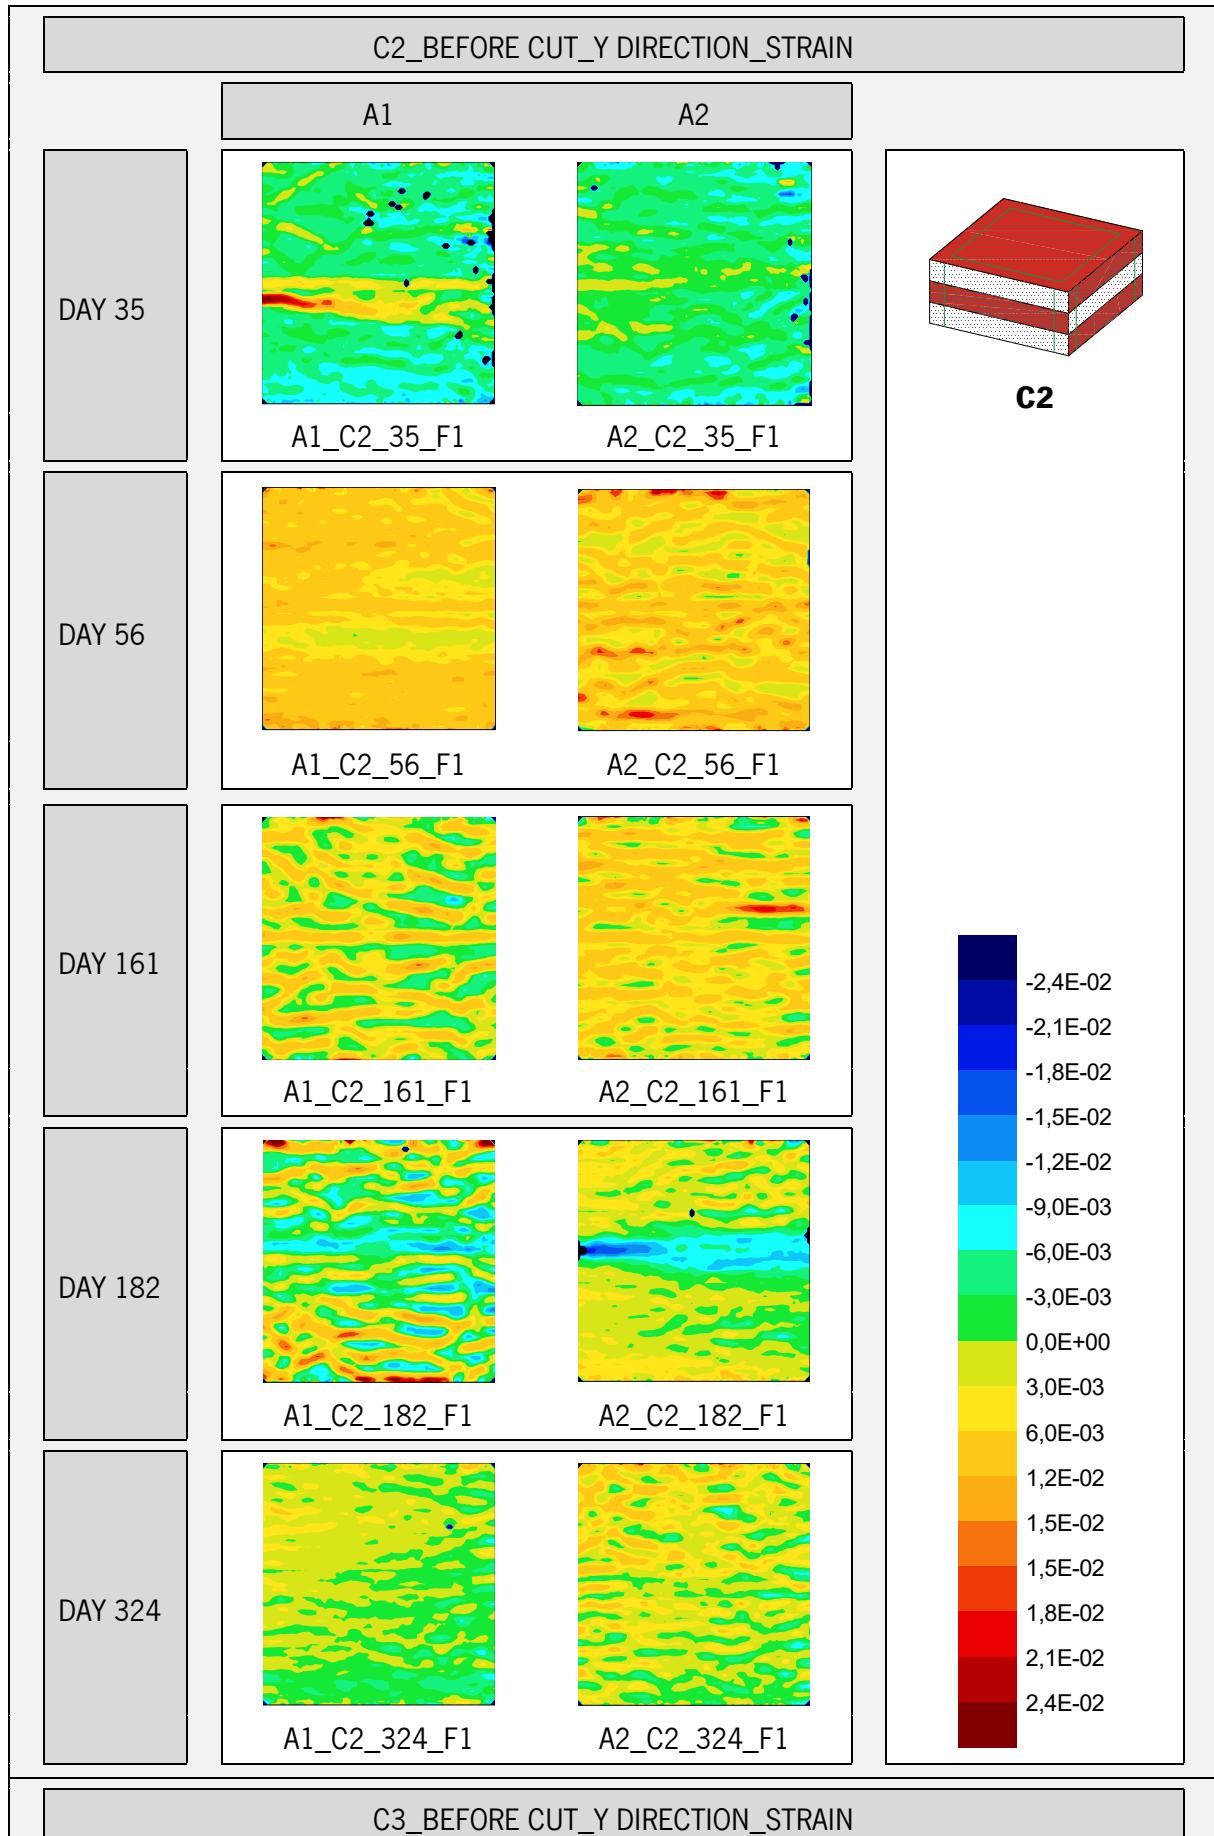 C2_BEFORE CUT_Y DIRECTION_STRAIN
A1 A2
DAY 35
A1_C2_35_F1 A2_C2_35_F1
C2
DAY 56
A1_C2_56_F1 A2_C2_56_F1
DAY 161
A1_C2_161_F1 A2_C2_161_F1
DAY 182
A1_C2_182_F1 A2_C2_182_F1
DAY 324
A1_C2_324_F1 A2_C2_324_F1
-2,4E-02
-2,1E-02
-1,8E-02
-1,5E-02
-1,2E-02
-9,0E-03
-6,0E-03
-3,0E-03
0,0E+00
3,0E-03
6,0E-03
1,2E-02
1,5E-02
1,5E-02
1,8E-02
2,1E-02
2,4E-02
C3_BEFORE CUT_Y DIRECTION_STRAIN